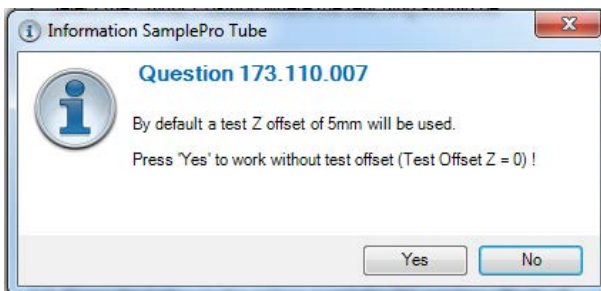 Information SamplePro Tube
Question 173.110.007
By default a test Z offset of 5mm will be used.
Press 'Yes' to work without test offset (Test Offset Z = 0) !
Yes
No